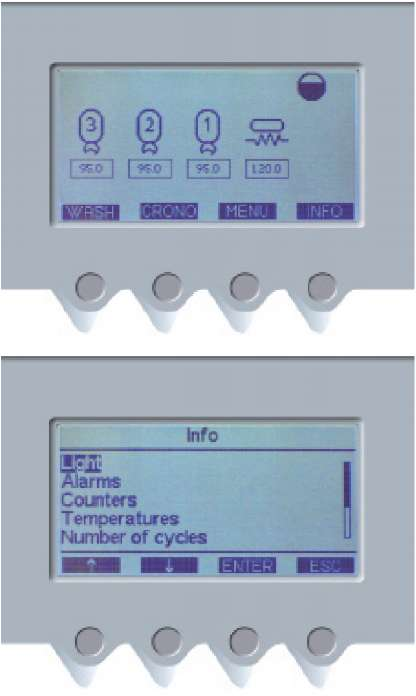 3 2 1
95.0 95.0 95.0 120.0
WASH CRONO MENU INFO
Info
Light
Alarms
Counters
Temperatures
Number of cycles
↑ ↓ ENTER ESC